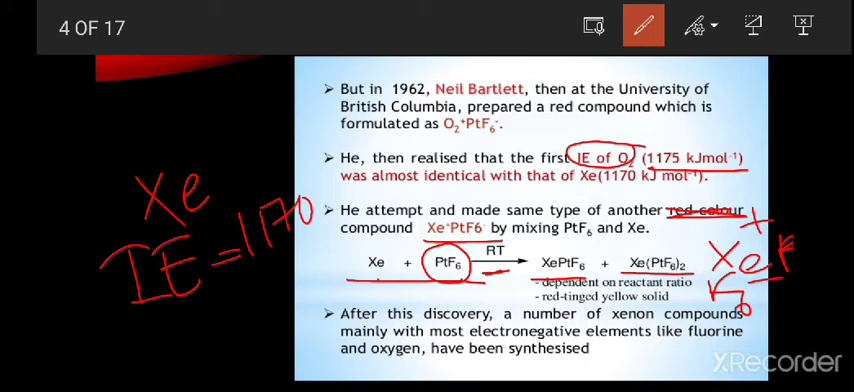 4 OF 17
➤ But in 1962, Neil Bartlett, then at the University of
British Columbia, prepared a red compound which is
formulated as O₂⁺PtF₆⁻.
➤ He, then realised that the first IE of O₂ (1175 kJmol⁻¹)
was almost identical with that of Xe(1170 kJ mol⁻¹).
➤ He attempt and made same type of another red colour
compound Xe⁺PtF6⁻ by mixing PtF₆ and Xe.
Xe + PtF₆ RT → XePtF₆ + Xe(PtF₆)₂
- dependent on reactant ratio
- red-tinged yellow solid
➤ After this discovery, a number of xenon compounds
mainly with most electronegative elements like fluorine
and oxygen, have been synthesised
Xe
IE = 1170
Xe
XRecorder